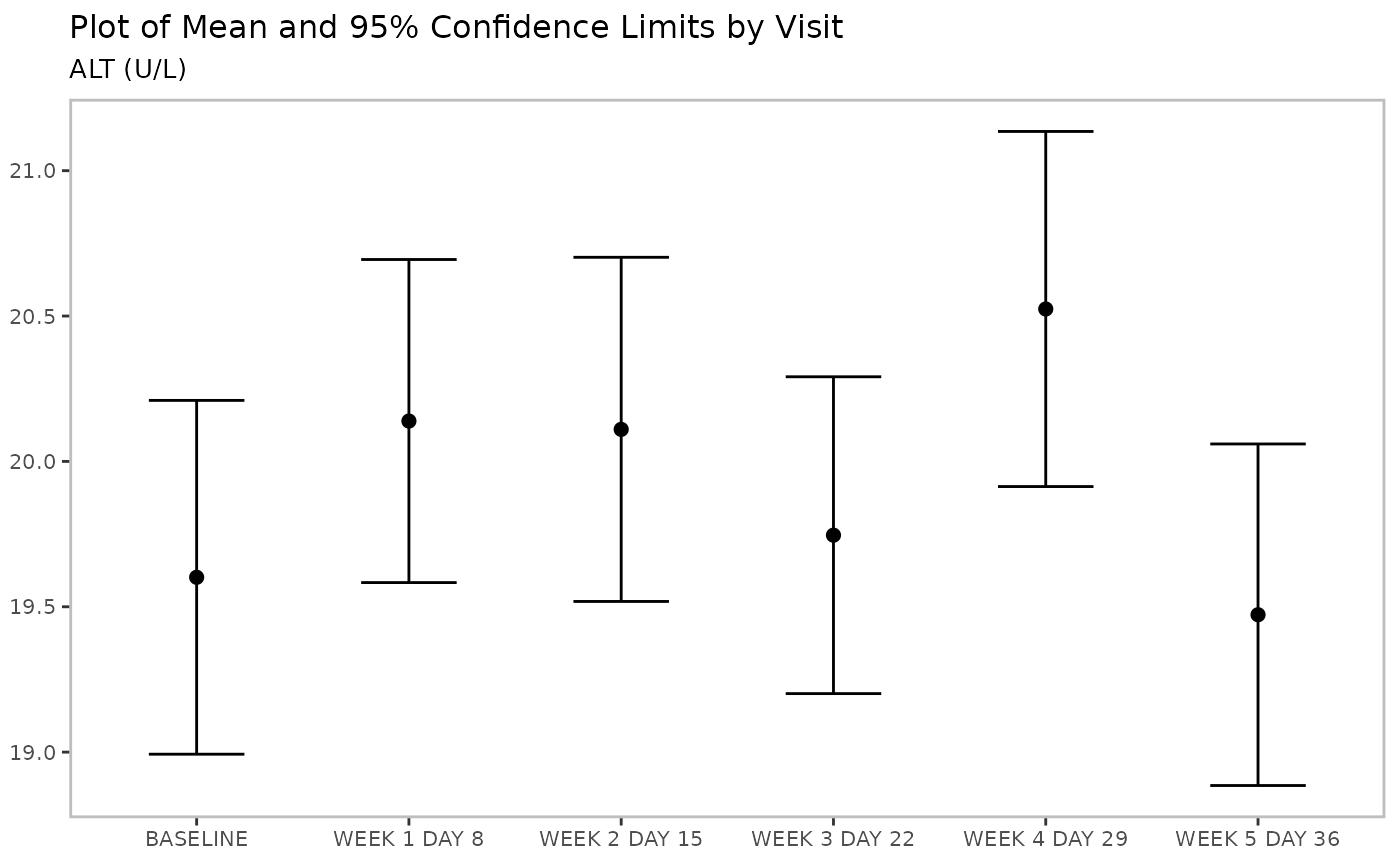 Plot of Mean and 95% Confidence Limits by Visit
ALT (U/L)
21.0
20.5
20.0
19.5
19.0
BASELINE WEEK 1 DAY 8 WEEK 2 DAY 15 WEEK 3 DAY 22 WEEK 4 DAY 29 WEEK 5 DAY 36